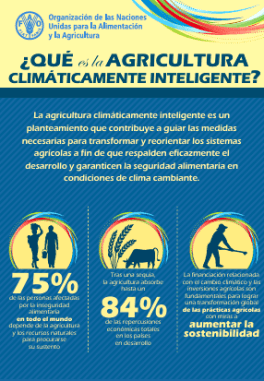 Organización de las Naciones
Unidas para la Alimentación
y la Agricultura
¿QUÉ es la AGRICULTURA
CLIMÁTICAMENTE INTELIGENTE?
La agricultura climáticamente inteligente es un
planteamiento que contribuye a guiar las medidas
necesarias para transformar y reorientar los sistemas
agrícolas a fin de que respalden eficazmente el
desarrollo y garanticen la seguridad alimentaria en
condiciones de clima cambiante.
75%
de las personas afectadas
por la inseguridad
alimentaria
en todo el mundo
depende de la agricultura
y los recursos naturales
para procurarse
su sustento
Tras una sequía,
la agricultura absorbe
hasta un
84%
de las repercusiones
económicas totales
en los países
en desarrollo
La financiación relacionada
con el cambio climático y las
inversiones agrícolas son
fundamentales para lograr
una transformación global
de las prácticas agrícolas
con miras a
aumentar la
sostenibilidad